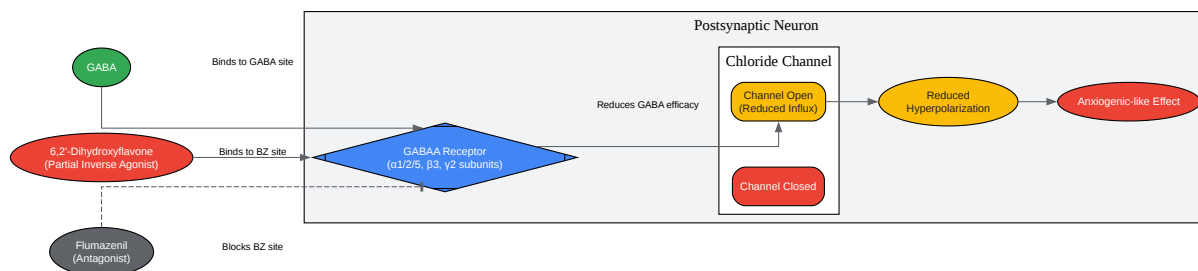 Postsynaptic Neuron
Chloride Channel
Binds to GABA site
GABA
Channel Open
(Reduced Influx)
Reduced
Hyperpolarization
Anxiogenic-like Effect
Reduces GABA efficacy
6,2'-Dihydroxyflavone
(Partial Inverse Agonist)
Binds to BZ site
GABAA Receptor
(α1/2/5, β3, γ2 subunits)
Channel Closed
Flumazenil
(Antagonist)
Blocks BZ site